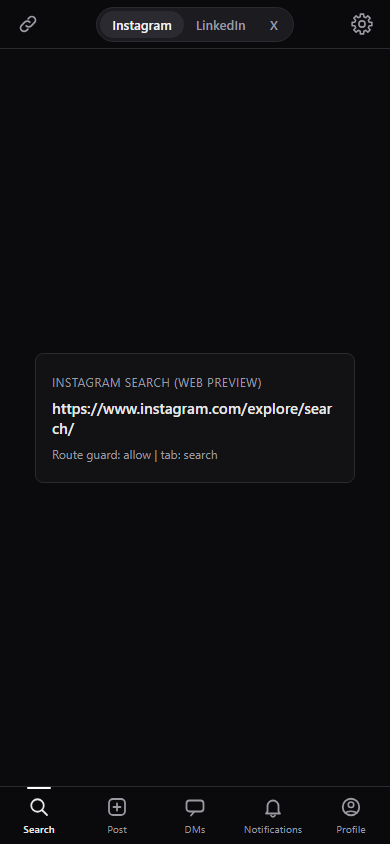 Instagram
LinkedIn
X
INSTAGRAM SEARCH (WEB PREVIEW)
https://www.instagram.com/explore/sear
ch/
Route guard: allow | tab: search
Search
Post
DMs
Notifications
Profile